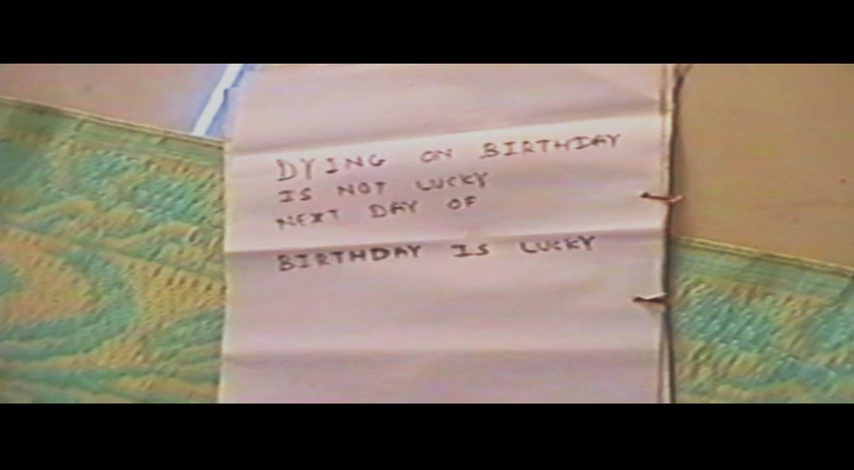 DYING ON BIRTHDAY
IS NOT LUCKY
NEXT DAY OF
BIRTHDAY IS LUCKY